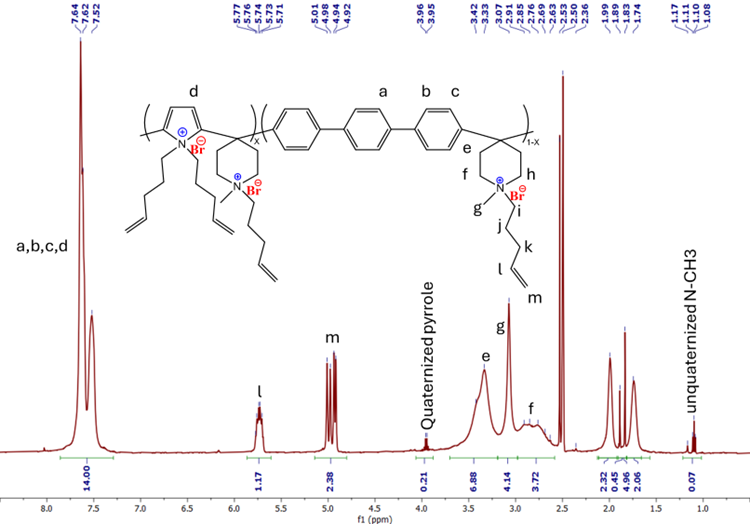 7.64 7.62 7.52 5.77 5.76 5.74 5.73 5.71 5.01 4.98 4.94 4.92 3.96 3.95 3.42 3.33 3.07 2.91 2.85 2.76 2.69 2.63 2.53 2.50 2.36 1.99 1.89 1.83 1.74 1.17 1.11 1.10 1.08
d a b c
X 1-X
N ⊕ Br ⊖ e
f h
N ⊕ Br ⊖ N ⊕ Br ⊖
g i
j
k
l
m
a,b,c,d
Quaternized pyrrole
unquaternized N-CH3
m
g
e
l
f
14.00 1.17 2.38 0.21 6.88 4.14 3.72 2.32 1.45 4.96 2.06 0.07
8.0 7.5 7.0 6.5 6.0 5.5 5.0 4.5 4.0 3.5 3.0 2.5 2.0 1.5 1.0
f1 (ppm)